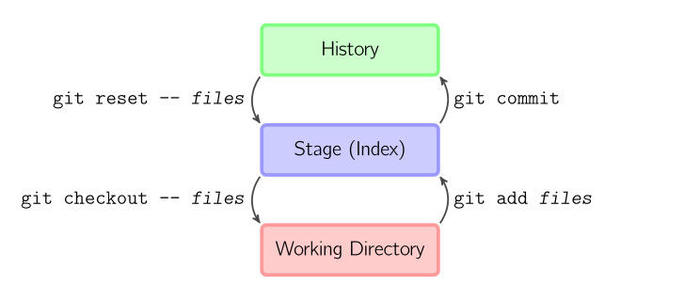 History
git reset -- files
git commit
Stage (Index)
git checkout -- files
git add files
Working Directory